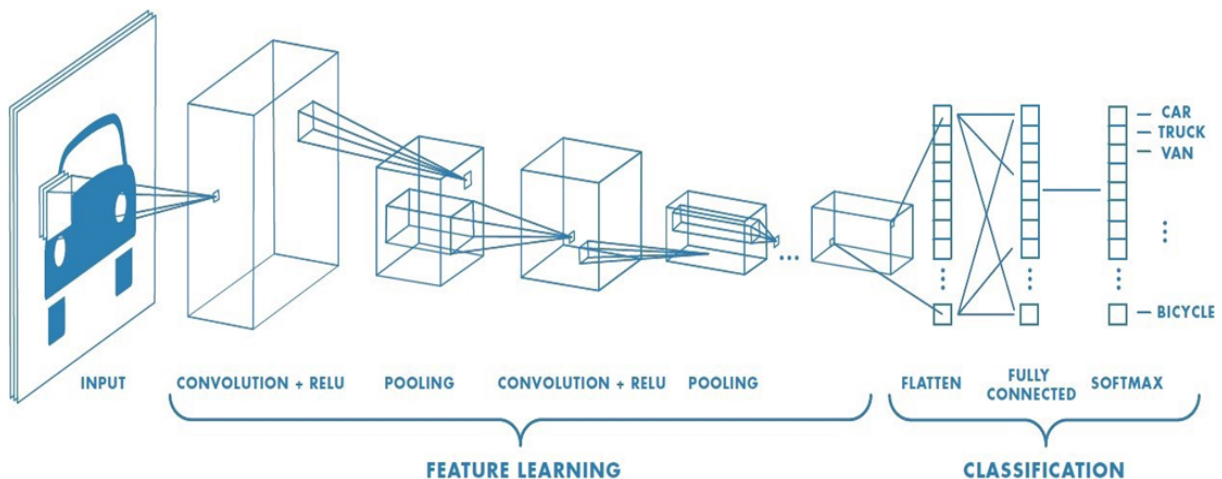 CAR
TRUCK
VAN
BICYCLE
INPUT
CONVOLUTION + RELU
POOLING
CONVOLUTION + RELU
POOLING
FLATTEN
FULLY
CONNECTED
SOFTMAX
FEATURE LEARNING
CLASSIFICATION